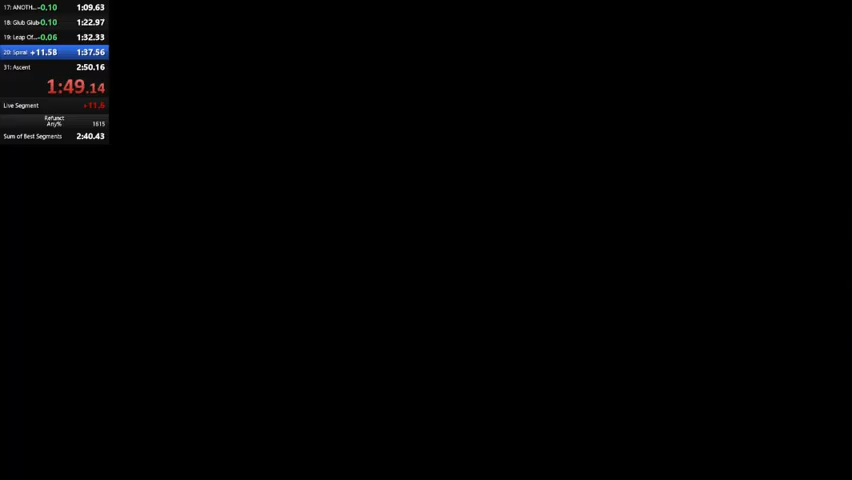 17: ANOTH... -0.10 1:09.63
18: Glub Glub -0.10 1:22.97
19: Leap Of... -0.06 1:32.33
20: Spiral +11.58 1:37.56
31: Ascent 2:50.16
1:49.14
Live Segment +11.6
Refunct
Any% 1615
Sum of Best Segments 2:40.43